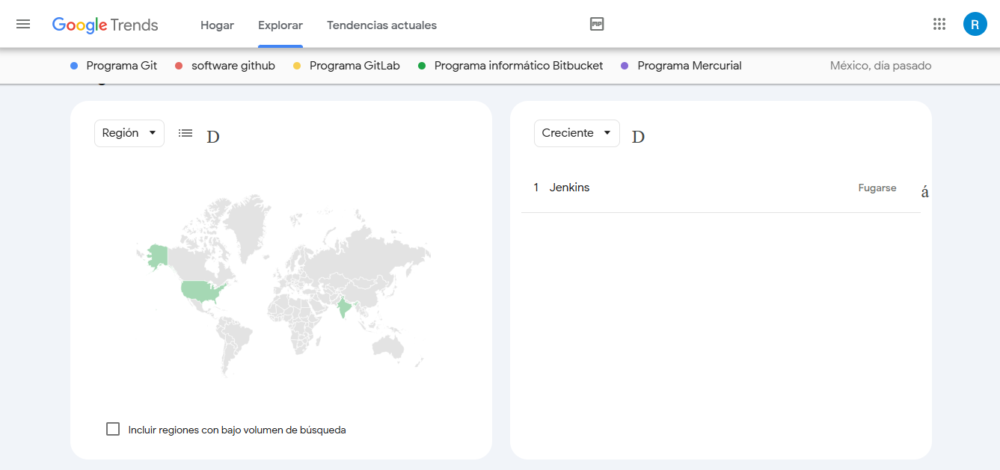 Google Trends Hogar Explorar Tendencias actuales MP R
Programa Git software github Programa GitLab Programa informático Bitbucket Programa Mercurial México, día pasado
Región D
Creciente D
1 Jenkins Fugarse á
Incluir regiones con bajo volumen de búsqueda